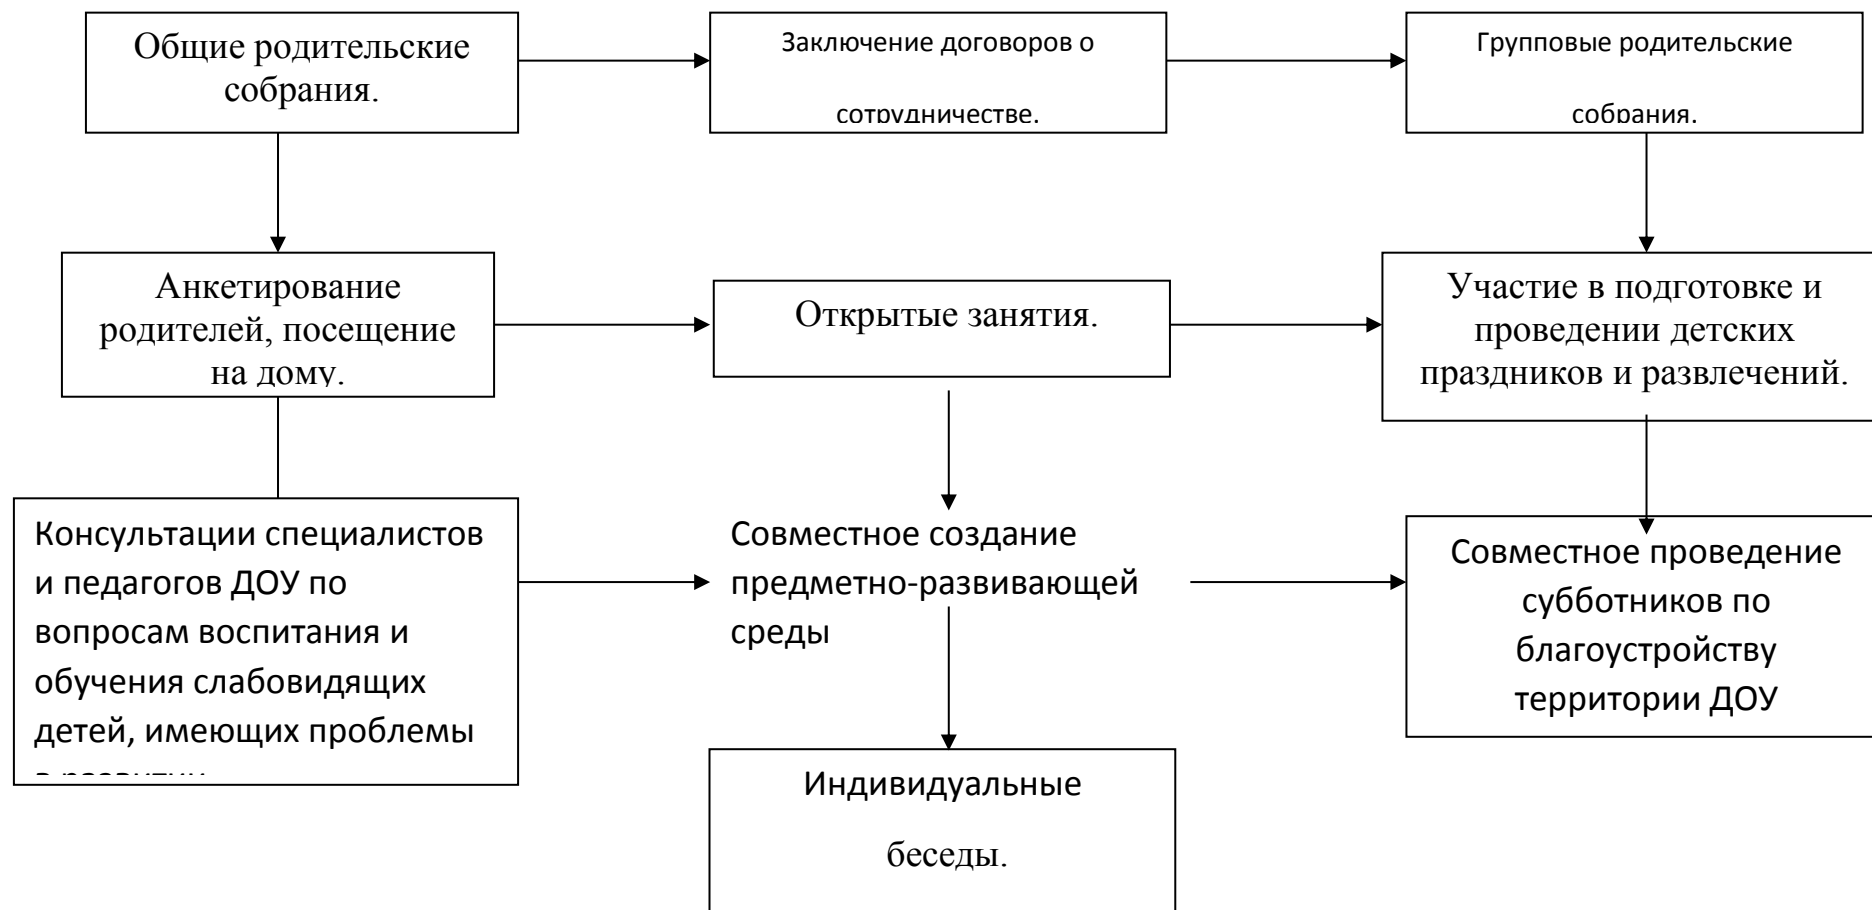 Общие родительские
собрания.
Заключение договоров о
сотрудничестве.
Групповые родительские
собрания.
Анкетирование
родителей, посещение
на дому.
Открытые занятия.
Участие в подготовке и
проведении детских
праздников и развлечений.
Консультации специалистов
и педагогов ДОУ по
вопросам воспитания и
обучения слабовидящих
детей, имеющих проблемы
Совместное создание
предметно-развивающей
среды
Совместное проведение
субботников по
благоустройству
территории ДОУ
Индивидуальные
беседы.